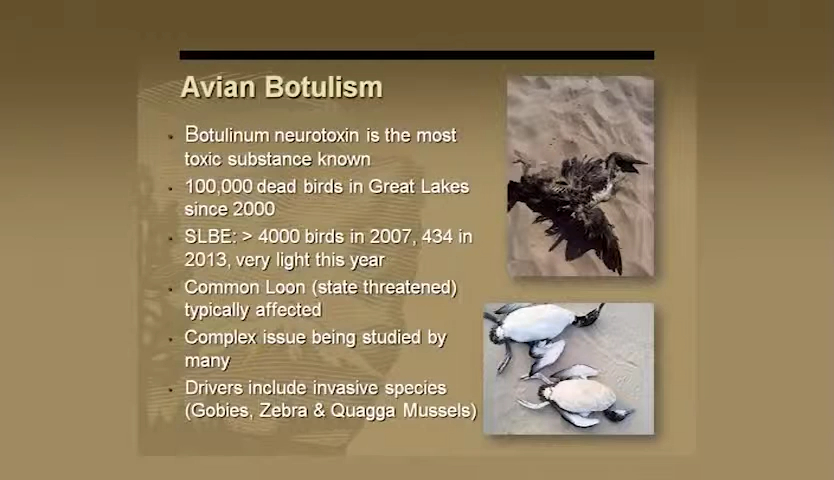 Avian Botulism
Botulinum neurotoxin is the most
toxic substance known
100,000 dead birds in Great Lakes
since 2000
SLBE: > 4000 birds in 2007, 434 in
2013, very light this year
Common Loon (state threatened)
typically affected
Complex issue being studied by
many
Drivers include invasive species
(Gobies, Zebra & Quagga Mussels)